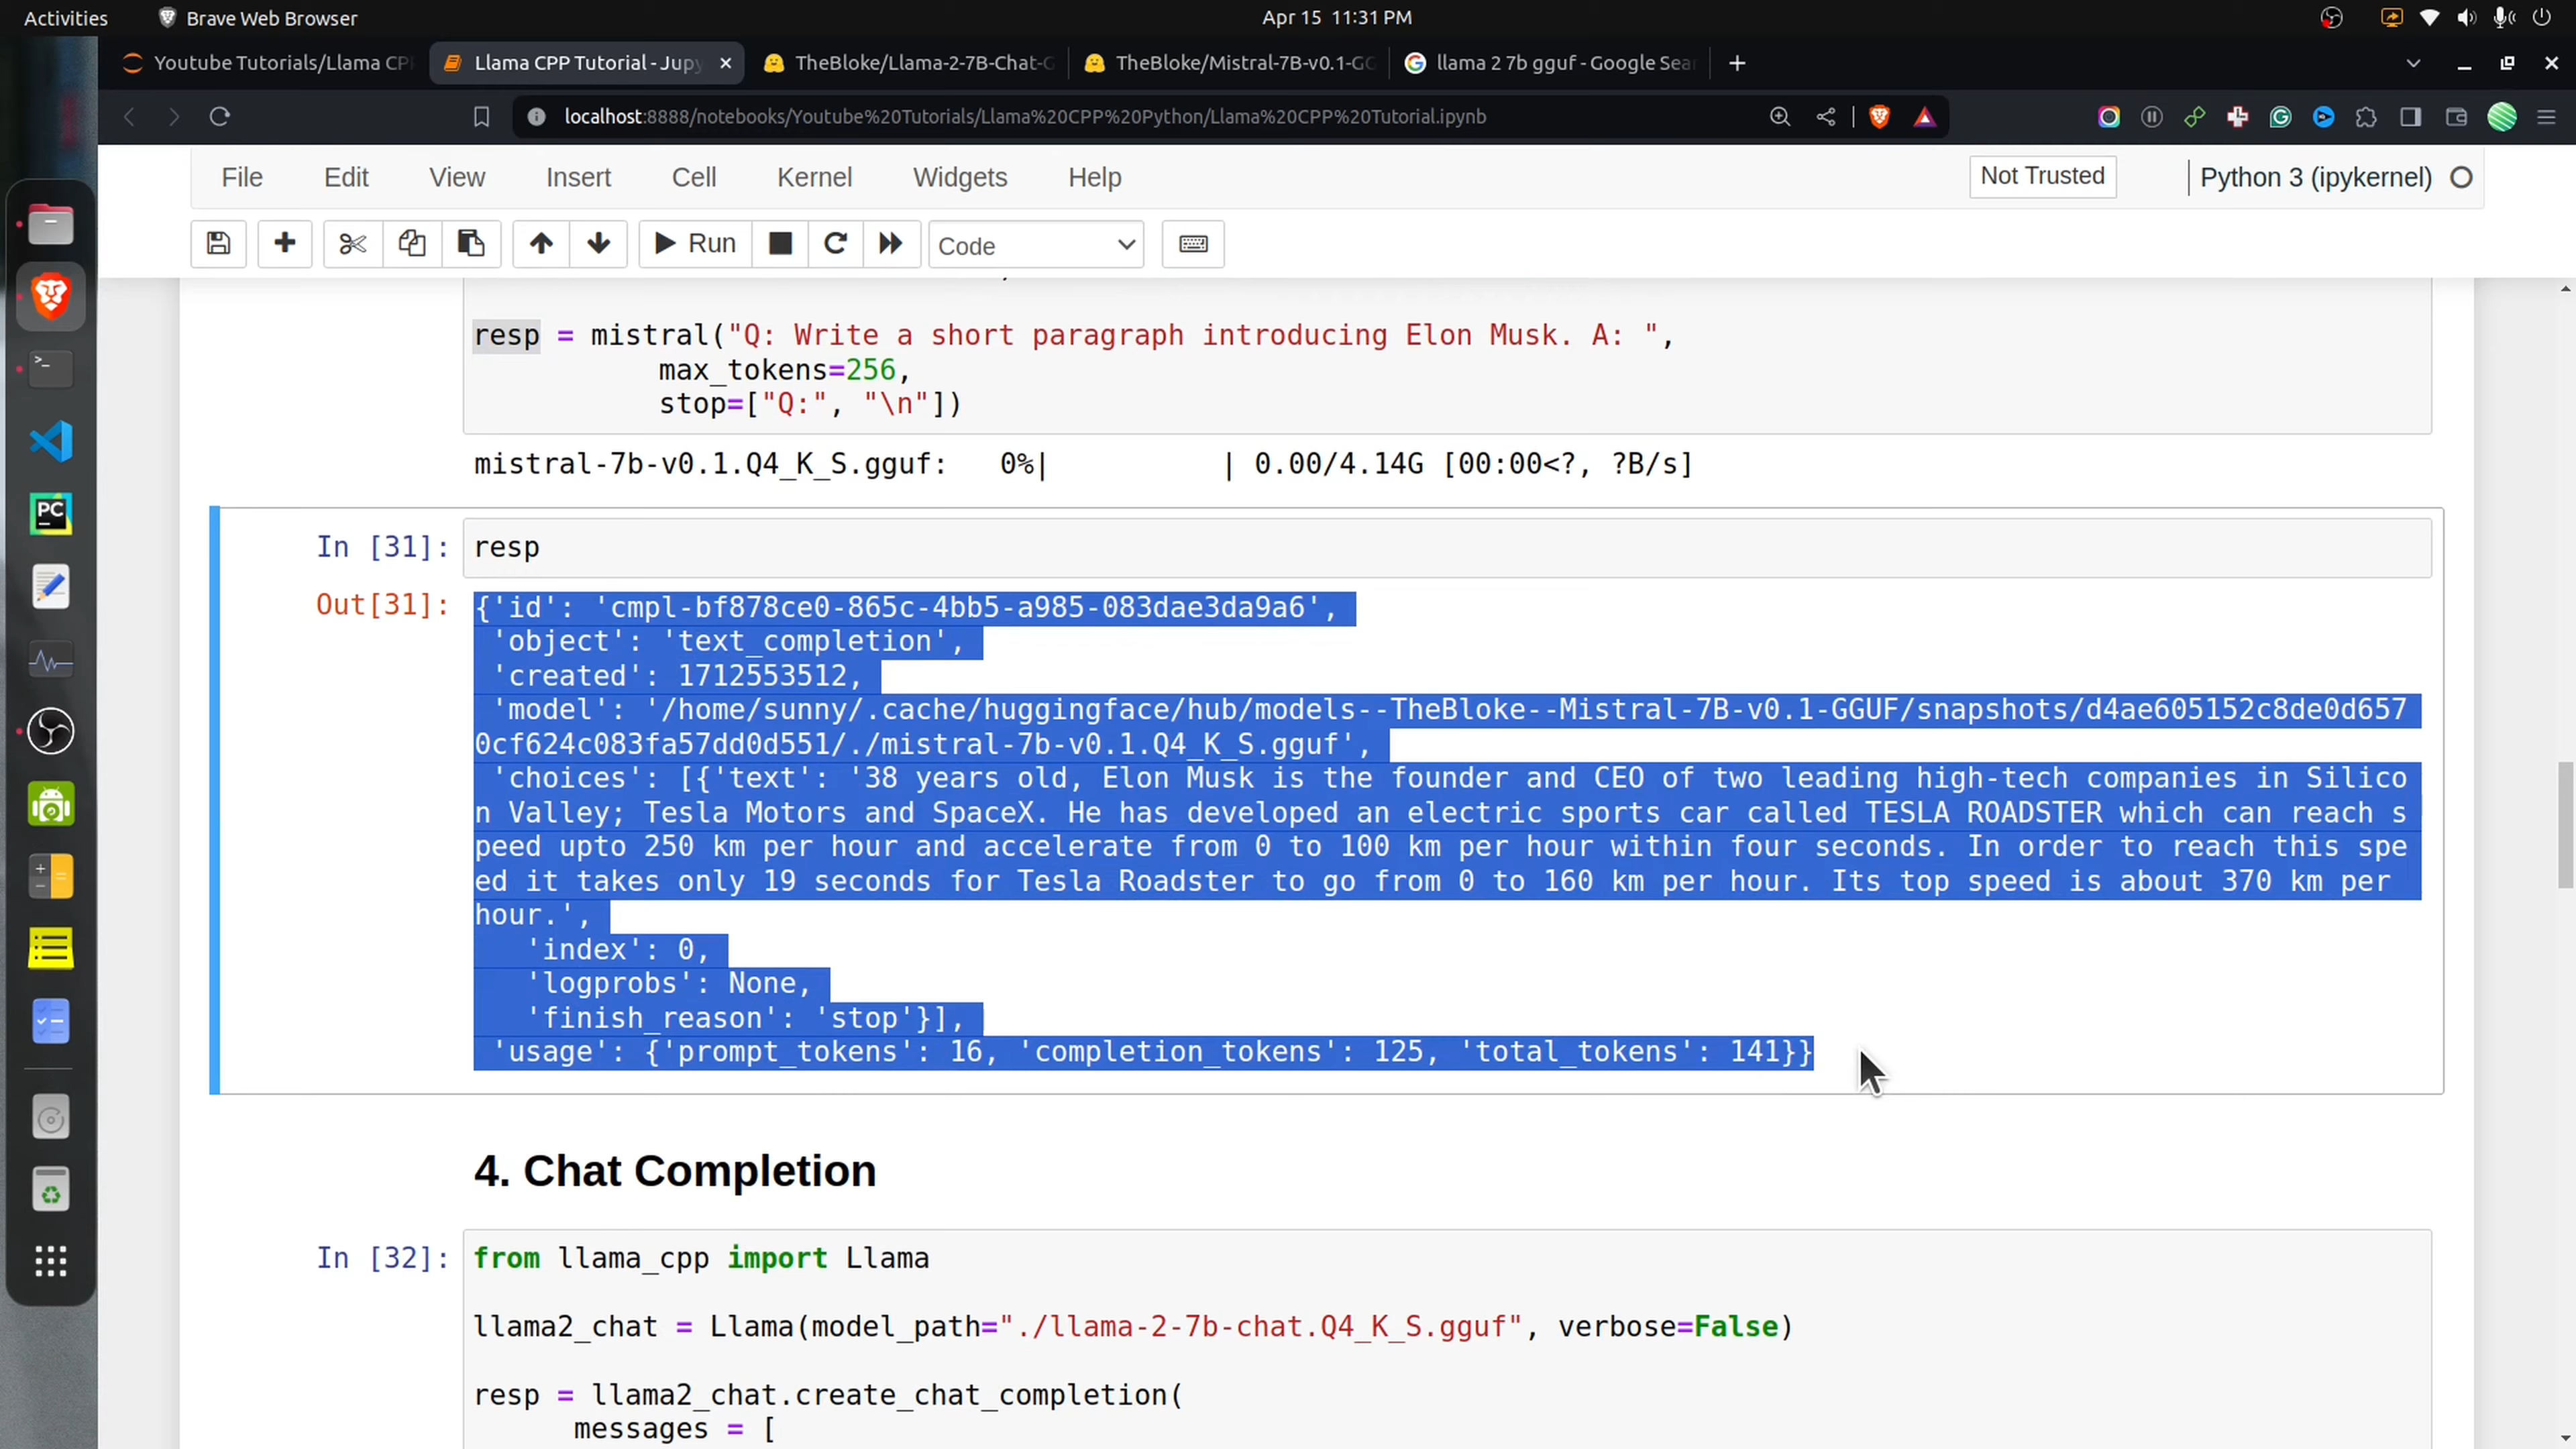 Activities
Brave Web Browser
Apr 15 11:31 PM
Youtube Tutorials/Llama CP
Llama CPP Tutorial - Jupy
TheBloke/Llama-2-7B-Chat-G
TheBloke/Mistral-7B-v0.1-GG
llama 2 7b gguf - Google Sear
localhost:8888/notebooks/Youtube%20Tutorials/Llama%20CPP%20Python/Llama%20CPP%20Tutorial.ipynb
File Edit View Insert Cell Kernel Widgets Help
Not Trusted
Python 3 (ipykernel)
Run
Code
resp = mistral("Q: Write a short paragraph introducing Elon Musk. A: ",
max_tokens=256,
stop=["Q:", "\n"])
mistral-7b-v0.1.Q4_K_S.gguf: 0%| | 0.00/4.14G [00:00<?, ?B/s]
In [31]: resp
Out[31]: {'id': 'cmpl-bf878ce0-865c-4bb5-a985-083dae3da9a6',
'object': 'text_completion',
'created': 1712553512,
'model': '/home/sunny/.cache/huggingface/hub/models--TheBloke--Mistral-7B-v0.1-GGUF/snapshots/d4ae605152c8de0d657
0cf624c083fa57dd0d551/./mistral-7b-v0.1.Q4_K_S.gguf',
'choices': [{'text': '38 years old, Elon Musk is the founder and CEO of two leading high-tech companies in Silico
n Valley; Tesla Motors and SpaceX. He has developed an electric sports car called TESLA ROADSTER which can reach s
peed upto 250 km per hour and accelerate from 0 to 100 km per hour within four seconds. In order to reach this spe
ed it takes only 19 seconds for Tesla Roadster to go from 0 to 160 km per hour. Its top speed is about 370 km per
hour.',
'index': 0,
'logprobs': None,
'finish_reason': 'stop'}],
'usage': {'prompt_tokens': 16, 'completion_tokens': 125, 'total_tokens': 141}}
4. Chat Completion
In [32]: from llama_cpp import Llama
llama2_chat = Llama(model_path="./llama-2-7b-chat.Q4_K_S.gguf", verbose=False)
resp = llama2_chat.create_chat_completion(
messages = [
PC